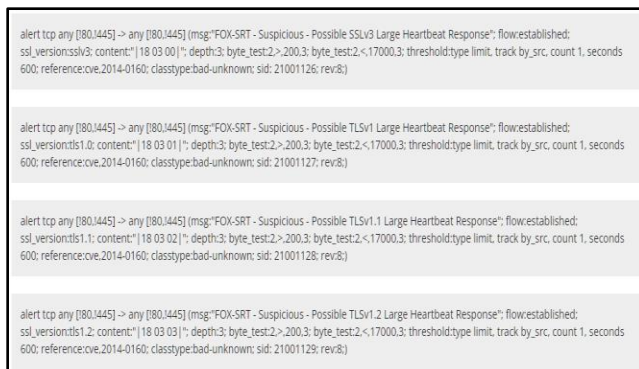 alert tcp any [!80,!445] -> any [!80,!445] (msg:"FOX-SRT - Suspicious - Possible SSLv3 Large Heartbeat Response"; flow:established;
ssl_version:sslv3; content:"|18 03 00|"; depth:3; byte_test:2,>,200,3; byte_test:2,<,17000,3; threshold:type limit, track by_src, count 1, seconds
600; reference:cve,2014-0160; classtype:bad-unknown; sid: 21001126; rev:8;)
alert tcp any [!80,!445] -> any [!80,!445] (msg:"FOX-SRT - Suspicious - Possible TLSv1 Large Heartbeat Response"; flow:established;
ssl_version:tls1.0; content:"|18 03 01|"; depth:3; byte_test:2,>,200,3; byte_test:2,<,17000,3; threshold:type limit, track by_src, count 1, seconds
600; reference:cve,2014-0160; classtype:bad-unknown; sid: 21001127; rev:8;)
alert tcp any [!80,!445] -> any [!80,!445] (msg:"FOX-SRT - Suspicious - Possible TLSv1.1 Large Heartbeat Response"; flow:established;
ssl_version:tls1.1; content:"|18 03 02|"; depth:3; byte_test:2,>,200,3; byte_test:2,<,17000,3; threshold:type limit, track by_src, count 1, seconds
600; reference:cve,2014-0160; classtype:bad-unknown; sid: 21001128; rev:8;)
alert tcp any [!80,!445] -> any [!80,!445] (msg:"FOX-SRT - Suspicious - Possible TLSv1.2 Large Heartbeat Response"; flow:established;
ssl_version:tls1.2; content:"|18 03 03|"; depth:3; byte_test:2,>,200,3; byte_test:2,<,17000,3; threshold:type limit, track by_src, count 1, seconds
600; reference:cve,2014-0160; classtype:bad-unknown; sid: 21001129; rev:8;)